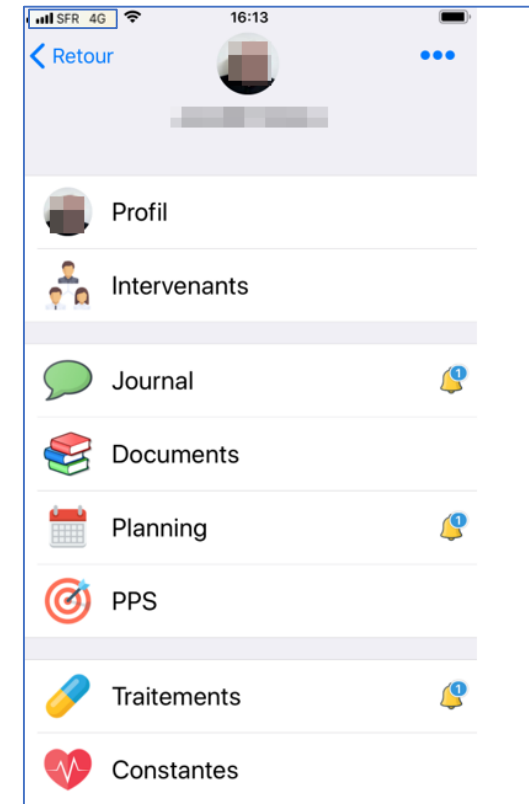 SFR 4G 16:13
Retour
Profil
Intervenants
Journal 1
Documents
Planning 1
PPS
Traitements 1
Constantes